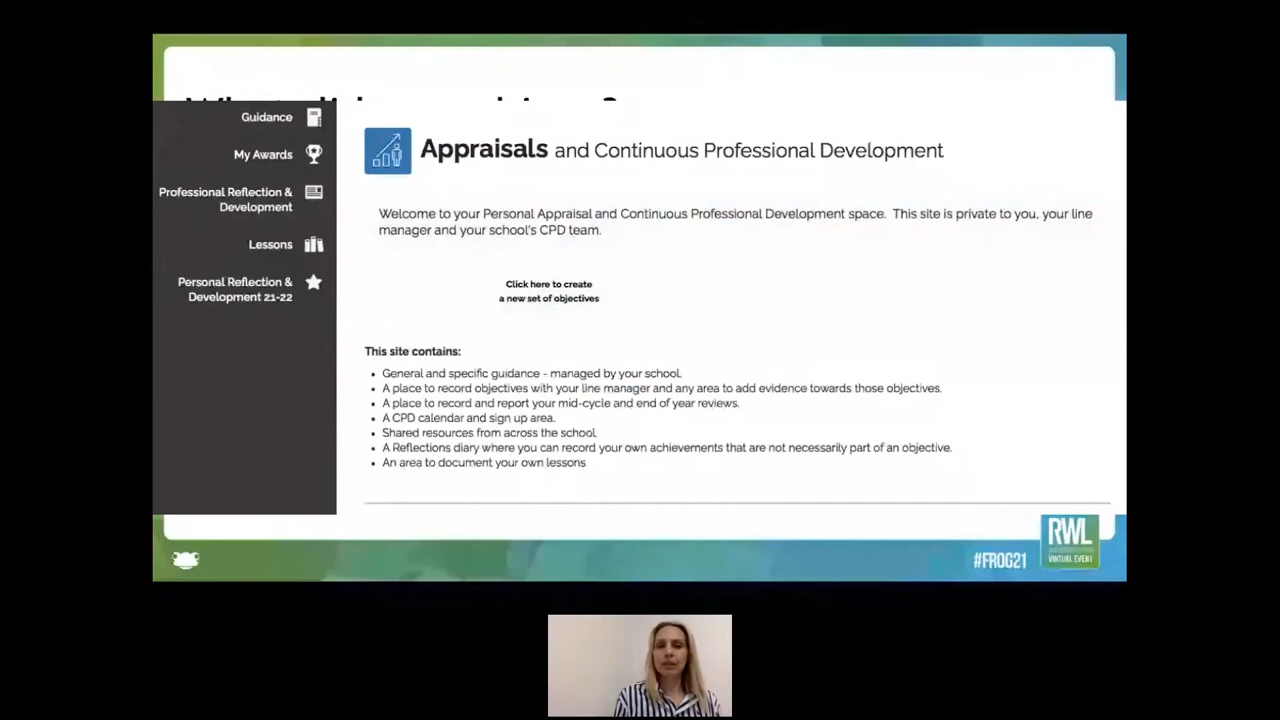 Guidance
My Awards
Professional Reflection &
Development
Lessons
Personal Reflection &
Development 21-22
Appraisals and Continuous Professional Development
Welcome to your Personal Appraisal and Continuous Professional Development space. This site is private to you, your line
manager and your school's CPD team.
Click here to create
a new set of objectives
This site contains:
• General and specific guidance - managed by your school.
• A place to record objectives with your line manager and any area to add evidence towards those objectives.
• A place to record and report your mid-cycle and end of year reviews.
• A CPD calendar and sign up area.
• Shared resources from across the school.
• A Reflections diary where you can record your own achievements that are not necessarily part of an objective.
• An area to document your own lessons
#FROG21
RWL
VIRTUAL EVENT